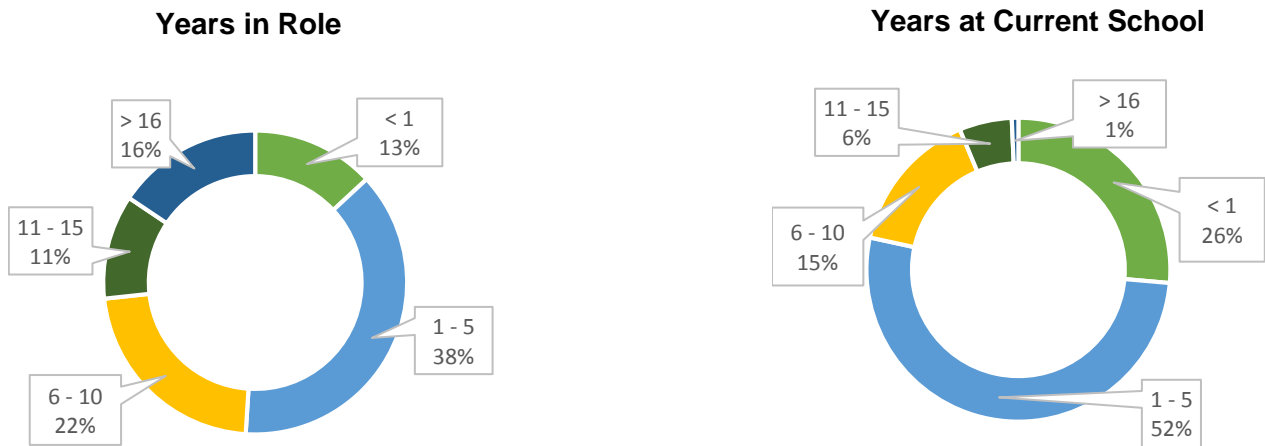 Years in Role
> 16
16%
< 1
13%
11 - 15
11%
1 - 5
38%
6 - 10
22%
Years at Current School
11 - 15
6%
> 16
1%
< 1
26%
6 - 10
15%
1 - 5
52%